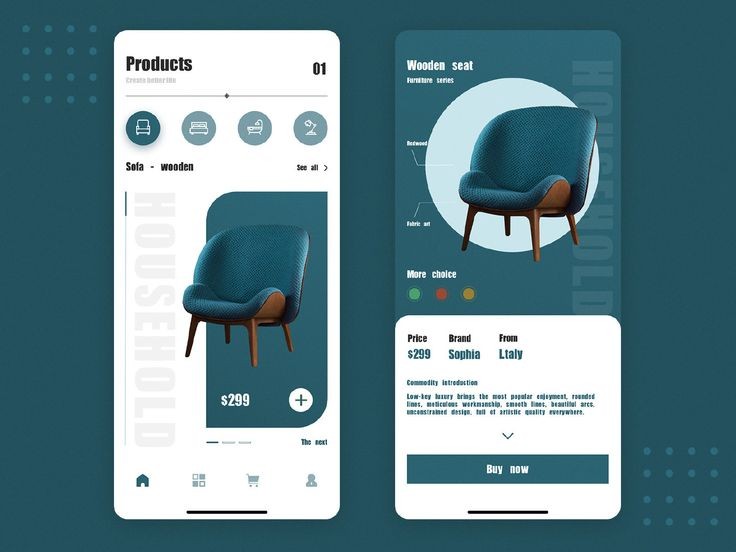 Products
Create better life
01
Sofa - wooden
See all
HOUSEHOLD
$299
The next
Wooden seat
Furniture series
HOUSEHOLD
Redwood
Fabric art
More choice
Price
Brand
From
$299
Sophia
Ltaly
Commodity introduction
Low-key luxury brings the most popular enjoyment, rounded
lines, meticulous workmanship, smooth lines, beautiful arcs.
unconstrained design, full of artistic quality everywhere.
Buy now